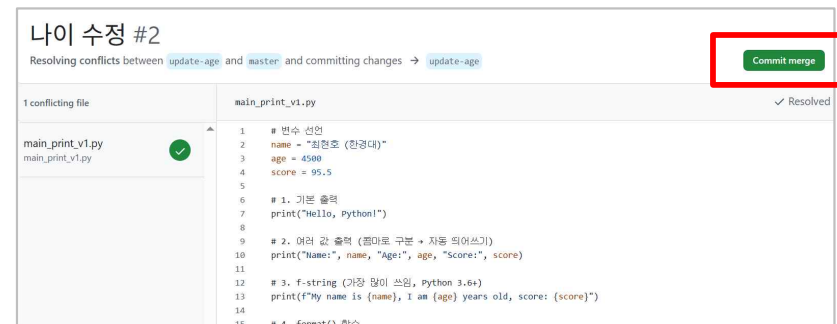 나이 수정 #2
Resolving conflicts between update-age and master and committing changes → update-age
Commit merge
1 conflicting file
main_print_v1.py
✓ Resolved
main_print_v1.py
main_print_v1.py
1 # 변수 선언
2 name = "최현호 (한경대)"
3 age = 4500
4 score = 95.5
5
6 # 1. 기본 출력
7 print("Hello, Python!")
8
9 # 2. 여러 값 출력 (콤마로 구분 → 자동 띄어쓰기)
10 print("Name:", name, "Age:", age, "Score:", score)
11
12 # 3. f-string (가장 많이 쓰임, Python 3.6+)
13 print(f"My name is {name}, I am {age} years old, score: {score}")
14
15 # 4. format() 함수